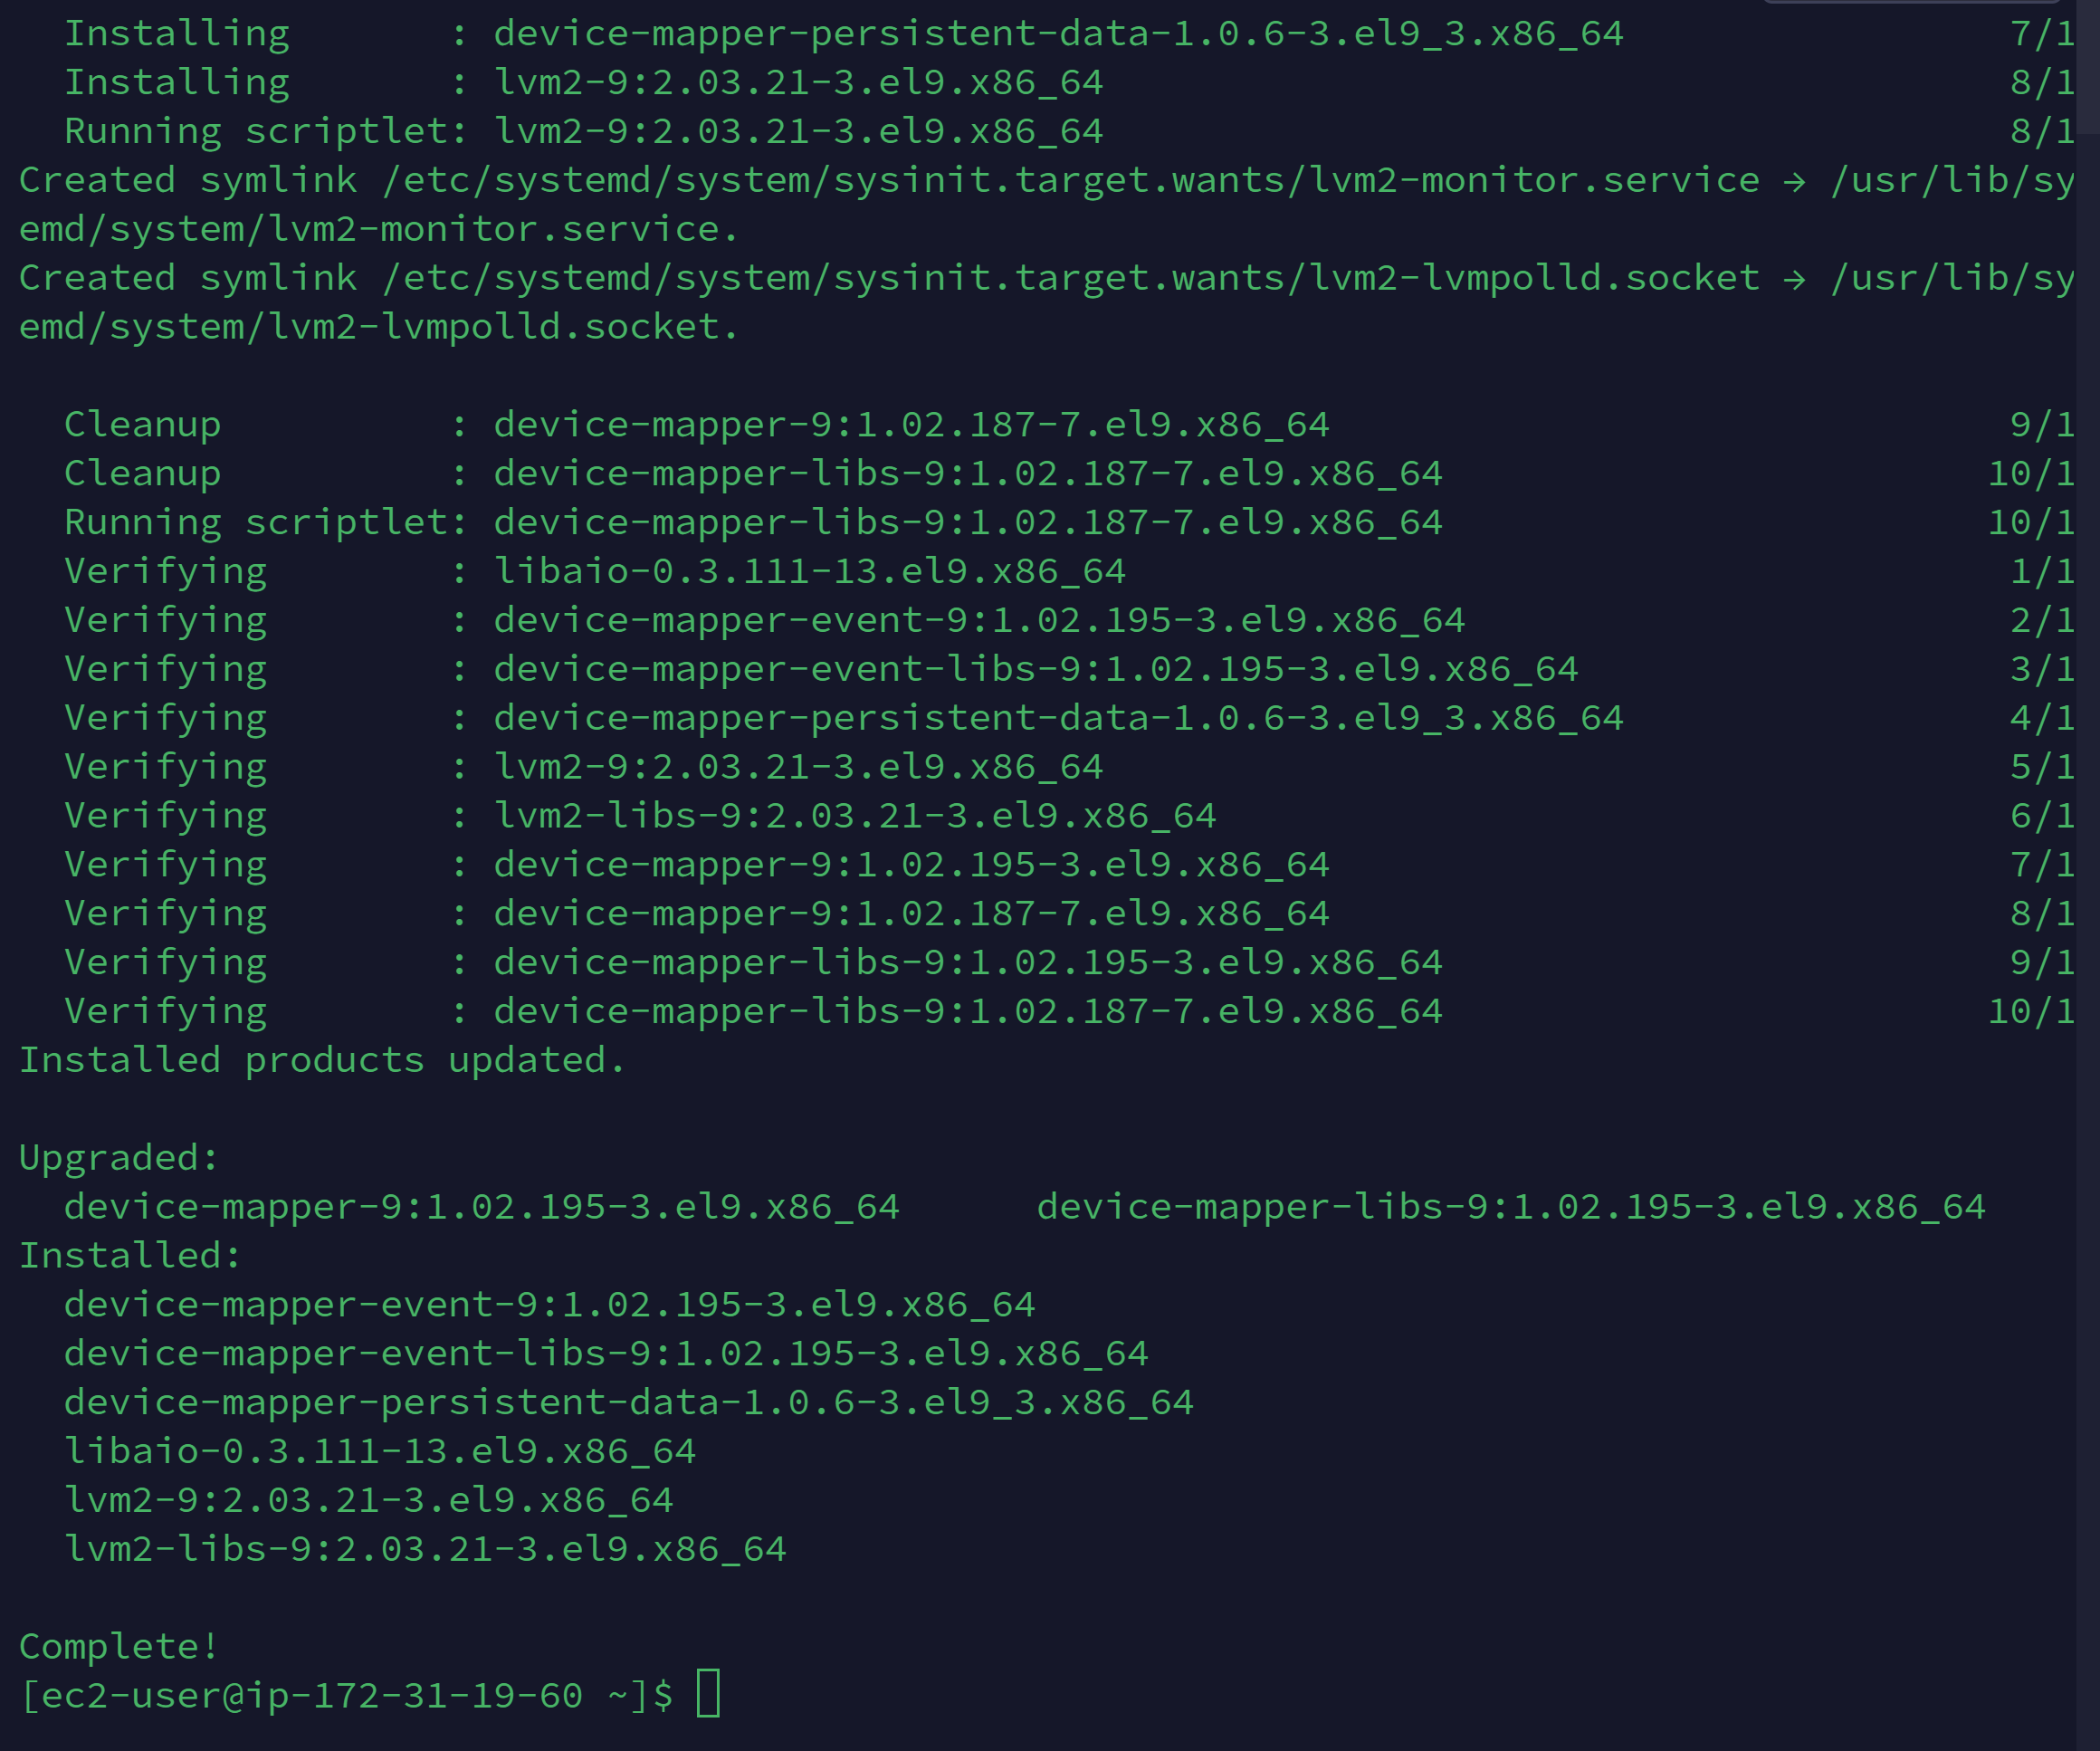 Installing       : device-mapper-persistent-data-1.0.6-3.el9_3.x86_64                 7/1
Installing       : lvm2-9:2.03.21-3.el9.x86_64                                        8/1
Running scriptlet: lvm2-9:2.03.21-3.el9.x86_64                                        8/1
Created symlink /etc/systemd/system/sysinit.target.wants/lvm2-monitor.service → /usr/lib/sy
emd/system/lvm2-monitor.service.
Created symlink /etc/systemd/system/sysinit.target.wants/lvm2-lvmpolld.socket → /usr/lib/sy
emd/system/lvm2-lvmpolld.socket.
Cleanup          : device-mapper-9:1.02.187-7.el9.x86_64                              9/1
Cleanup          : device-mapper-libs-9:1.02.187-7.el9.x86_64                        10/1
Running scriptlet: device-mapper-libs-9:1.02.187-7.el9.x86_64                        10/1
Verifying        : libaio-0.3.111-13.el9.x86_64                                       1/1
Verifying        : device-mapper-event-9:1.02.195-3.el9.x86_64                        2/1
Verifying        : device-mapper-event-libs-9:1.02.195-3.el9.x86_64                   3/1
Verifying        : device-mapper-persistent-data-1.0.6-3.el9_3.x86_64                 4/1
Verifying        : lvm2-9:2.03.21-3.el9.x86_64                                        5/1
Verifying        : lvm2-libs-9:2.03.21-3.el9.x86_64                                   6/1
Verifying        : device-mapper-9:1.02.195-3.el9.x86_64                              7/1
Verifying        : device-mapper-9:1.02.187-7.el9.x86_64                              8/1
Verifying        : device-mapper-libs-9:1.02.195-3.el9.x86_64                         9/1
Verifying        : device-mapper-libs-9:1.02.187-7.el9.x86_64                        10/1
Installed products updated.
Upgraded:
device-mapper-9:1.02.195-3.el9.x86_64      device-mapper-libs-9:1.02.195-3.el9.x86_64
Installed:
device-mapper-event-9:1.02.195-3.el9.x86_64
device-mapper-event-libs-9:1.02.195-3.el9.x86_64
device-mapper-persistent-data-1.0.6-3.el9_3.x86_64
libaio-0.3.111-13.el9.x86_64
lvm2-9:2.03.21-3.el9.x86_64
lvm2-libs-9:2.03.21-3.el9.x86_64
Complete!
[ec2-user@ip-172-31-19-60 ~]$